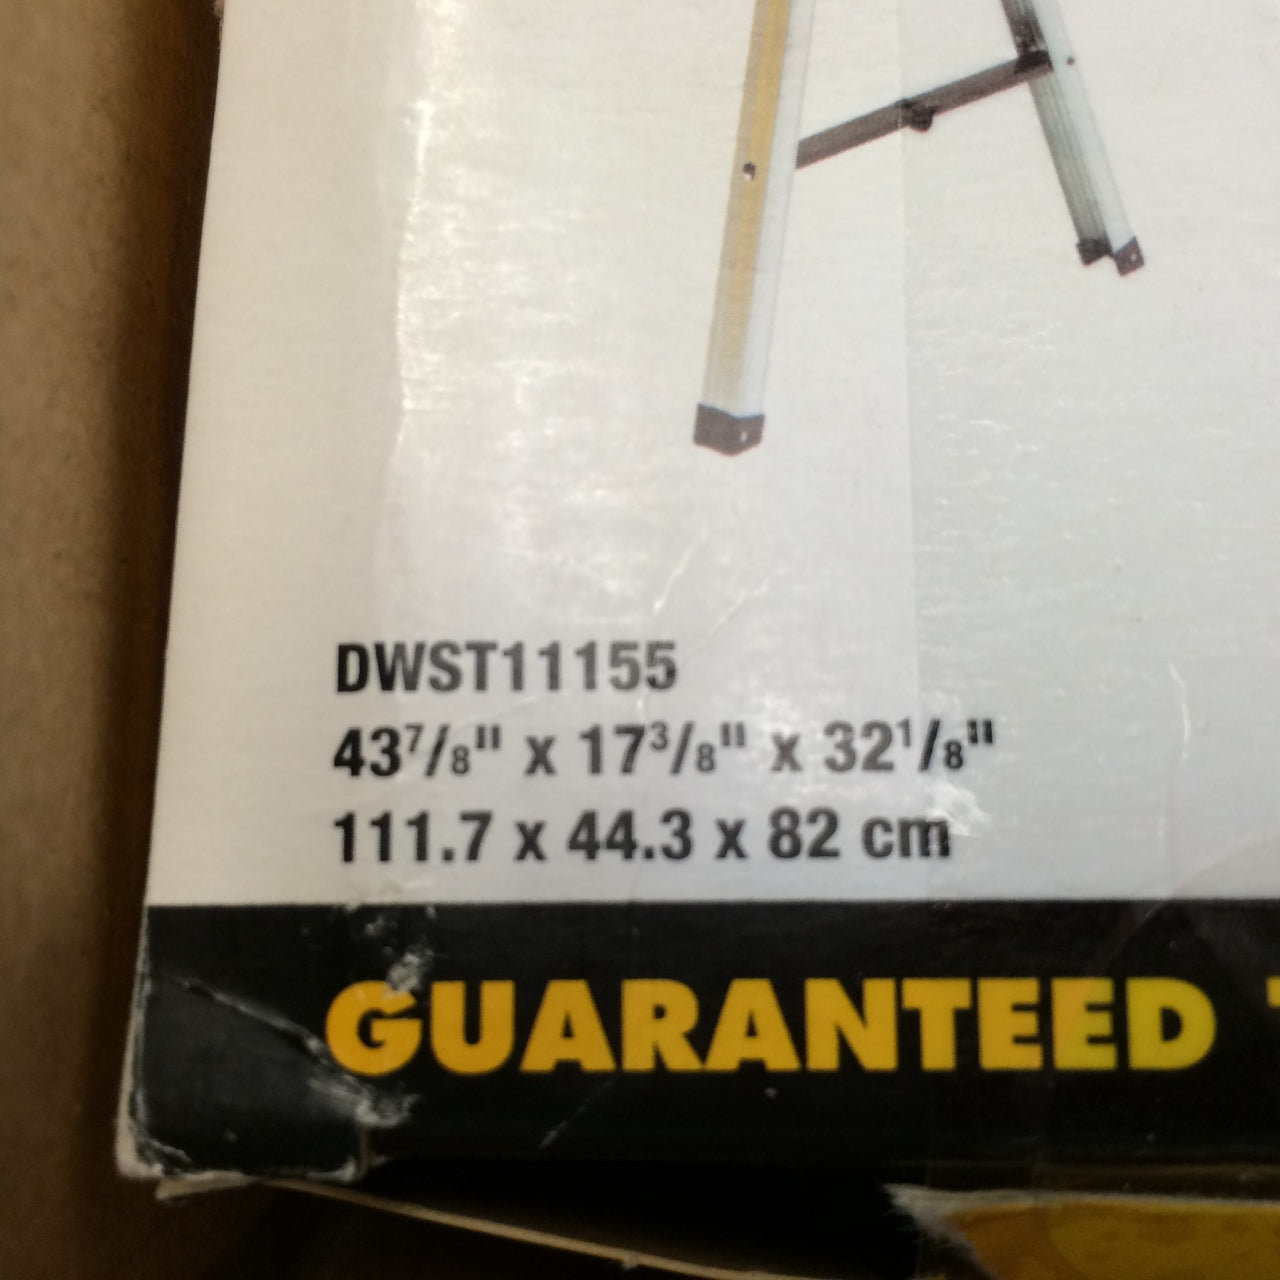 DWST11155
43⁷/₈" x 17³/₈" x 32¹/₈"
111.7 x 44.3 x 82 cm
GUARANTEED